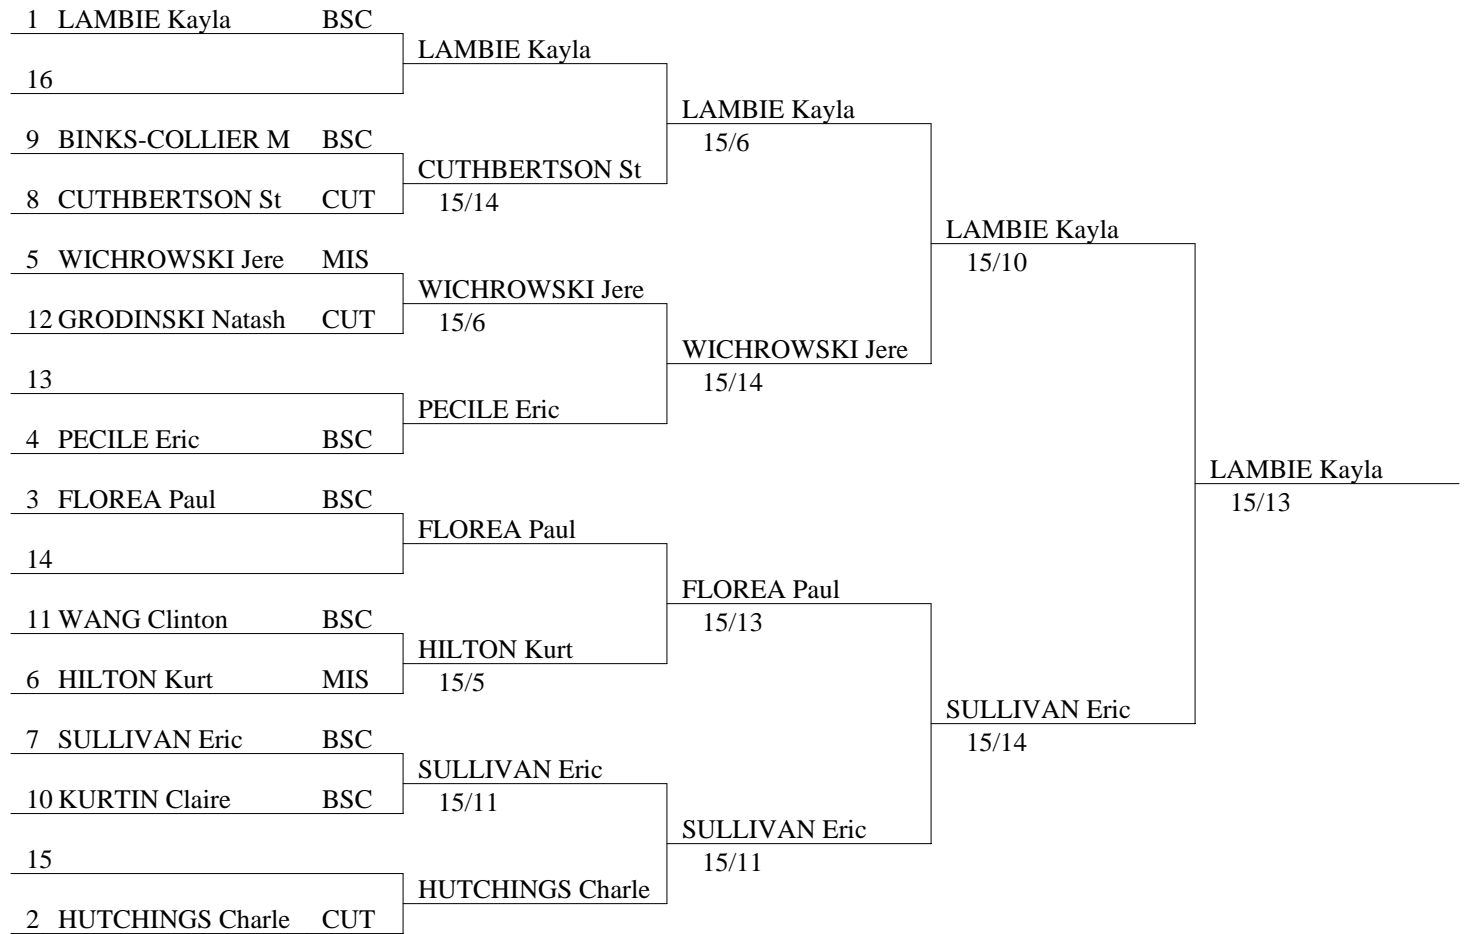 1 LAMBIE Kayla BSC
16
9 BINKS-COLLIER M BSC
8 CUTHBERTSON St CUT
5 WICHROWSKI Jere MIS
12 GRODINSKI Natash CUT
13
4 PECILE Eric BSC
3 FLOREA Paul BSC
14
11 WANG Clinton BSC
6 HILTON Kurt MIS
7 SULLIVAN Eric BSC
10 KURTIN Claire BSC
15
2 HUTCHINGS Charle CUT
LAMBIE Kayla
CUTHBERTSON St
15/14
WICHROWSKI Jere
15/6
PECILE Eric
FLOREA Paul
HILTON Kurt
15/5
SULLIVAN Eric
15/11
HUTCHINGS Charle
LAMBIE Kayla
15/6
WICHROWSKI Jere
15/14
FLOREA Paul
15/13
SULLIVAN Eric
15/11
LAMBIE Kayla
15/10
SULLIVAN Eric
15/14
LAMBIE Kayla
15/13